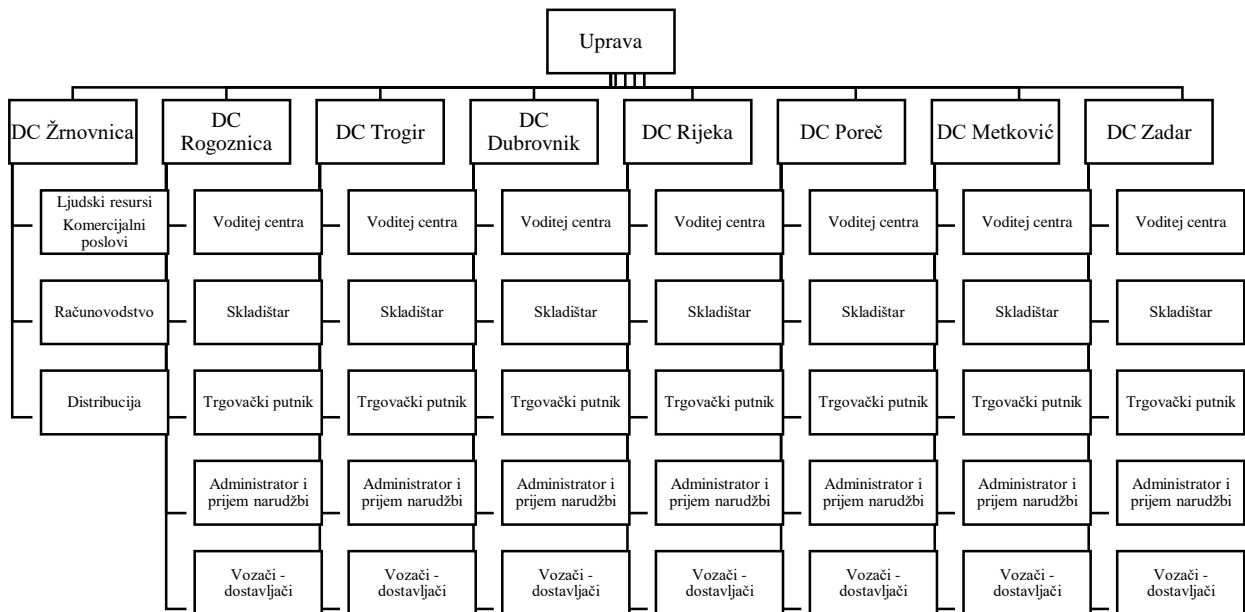 Uprava
DC Žrnovnica
DC
Rogoznica
DC Trogir
DC
Dubrovnik
DC Rijeka
DC Poreč
DC Metković
DC Zadar
Ljudski resursi
Komercijalni
poslovi
Voditej centra
Voditej centra
Voditej centra
Voditej centra
Voditej centra
Voditej centra
Voditej centra
Računovodstvo
Skladištar
Skladištar
Skladištar
Skladištar
Skladištar
Skladištar
Skladištar
Distribucija
Trgovački putnik
Trgovački putnik
Trgovački putnik
Trgovački putnik
Trgovački putnik
Trgovački putnik
Trgovački putnik
Administrator i
prijem narudžbi
Administrator i
prijem narudžbi
Administrator i
prijem narudžbi
Administrator i
prijem narudžbi
Administrator i
prijem narudžbi
Administrator i
prijem narudžbi
Administrator i
prijem narudžbi
Vozači -
dostavljači
Vozači -
dostavljači
Vozači -
dostavljači
Vozači -
dostavljači
Vozači -
dostavljači
Vozači -
dostavljači
Vozači -
dostavljači